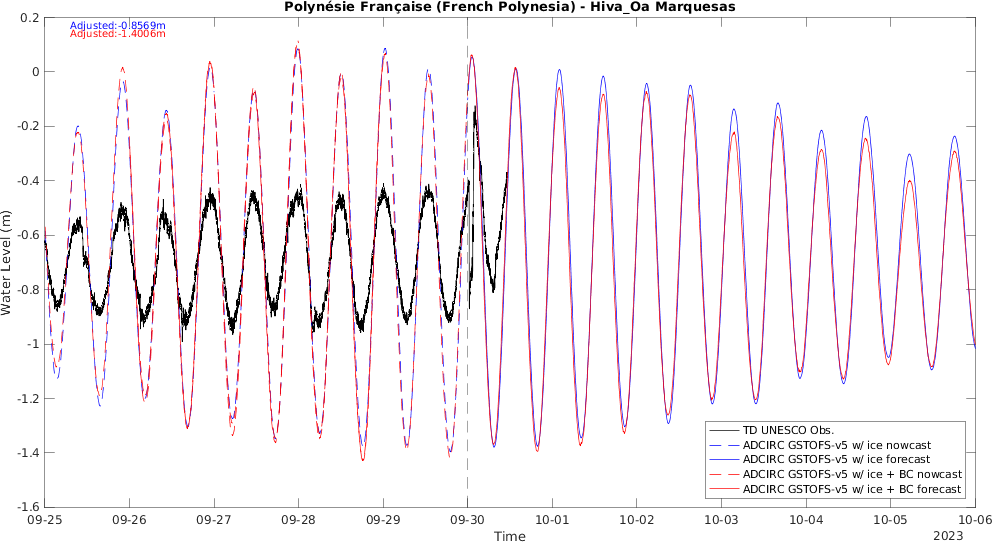 Polynésie Française (French Polynesia) - Hiva_Oa Marquesas
Adjusted:-0.8569m
Adjusted:-1.4006m
0.2
0
-0.2
-0.4
-0.6
-0.8
-1
-1.2
-1.4
-1.6
Water Level (m)
TD UNESCO Obs.
ADCIRC GSTOFS-v5 w/ ice nowcast
ADCIRC GSTOFS-v5 w/ ice forecast
ADCIRC GSTOFS-v5 w/ ice + BC nowcast
ADCIRC GSTOFS-v5 w/ ice + BC forecast
09-25 09-26 09-27 09-28 09-29 09-30 10-01 10-02 10-03 10-04 10-05 10-06
Time
2023